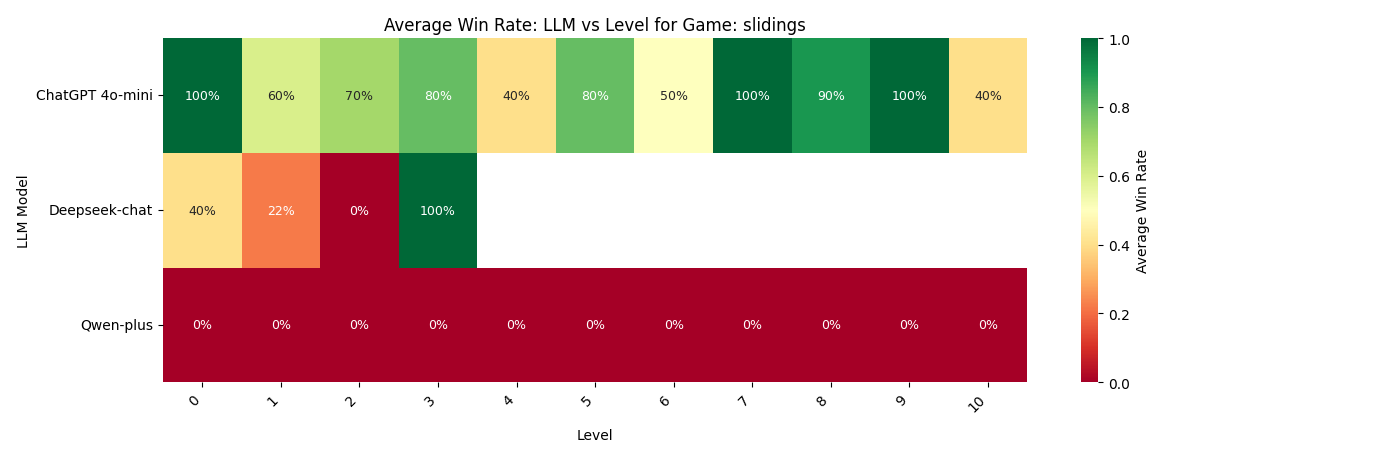 Average Win Rate: LLM vs Level for Game: slidings
LLM Model
ChatGPT 4o-mini
100% 60% 70% 80% 40% 80% 50% 100% 90% 100% 40%
Deepseek-chat
40% 22% 0% 100%
Qwen-plus
0% 0% 0% 0% 0% 0% 0% 0% 0% 0% 0%
0 1 2 3 4 5 6 7 8 9 10
Level
1.0
0.8
0.6
0.4
0.2
0.0
Average Win Rate